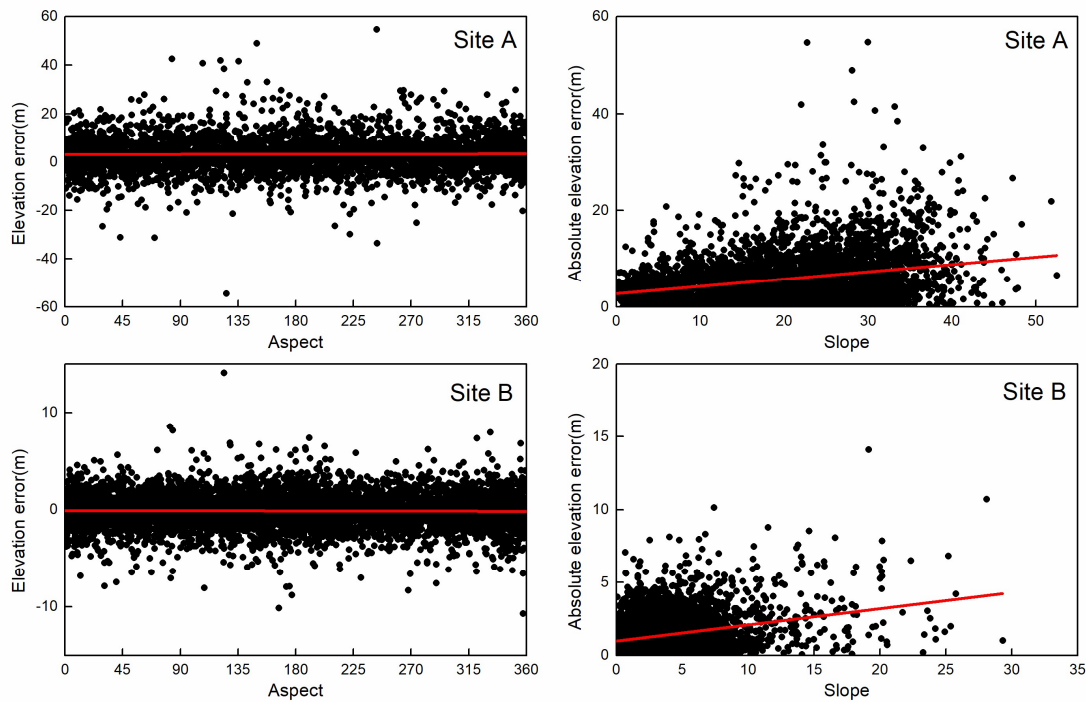 60
40
20
0
-20
-40
-60
Elevation error(m)
Site A
0 45 90 135 180 225 270 315 360
Aspect
60
40
20
0
Absolute elevation error(m)
Site A
0 10 20 30 40 50
Slope
10
0
-10
Elevation error(m)
Site B
0 45 90 135 180 225 270 315 360
Aspect
20
15
10
5
0
Absolute elevation error(m)
Site B
0 5 10 15 20 25 30 35
Slope